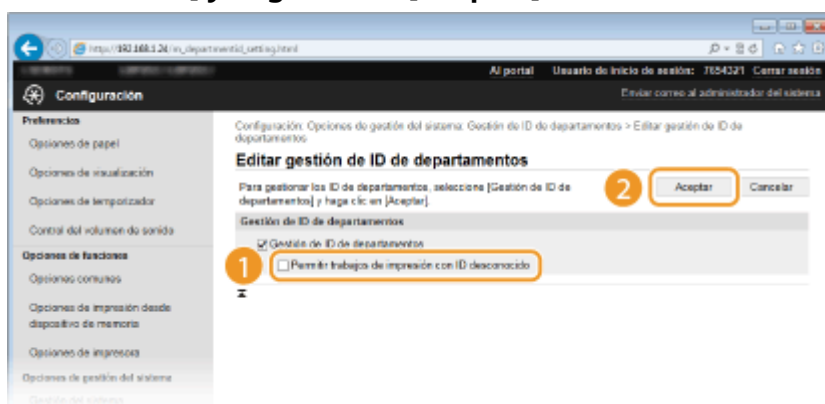 http://192.168.1.24/m_departmentid_setting.html
Al portal Usuario de inicio de sesión: 7654321 Cerrar sesión
Configuración
Enviar correo al administrador del sistema
Preferencias
Opciones de papel
Opciones de visualización
Opciones de temporizador
Control del volumen de sonido
Opciones de funciones
Opciones comunes
Opciones de impresión desde
dispositivo de memoria
Opciones de impresora
Opciones de gestión del sistema
Gestión del sistema
Configuración: Opciones de gestión del sistema: Gestión de ID de departamentos > Editar gestión de ID de
departamentos
Editar gestión de ID de departamentos
Para gestionar los ID de departamentos, seleccione [Gestión de ID de
departamentos] y haga clic en [Aceptar].
2 Aceptar Cancelar
Gestión de ID de departamentos
Gestión de ID de departamentos
1 Permitir trabajos de impresión con ID desconocido